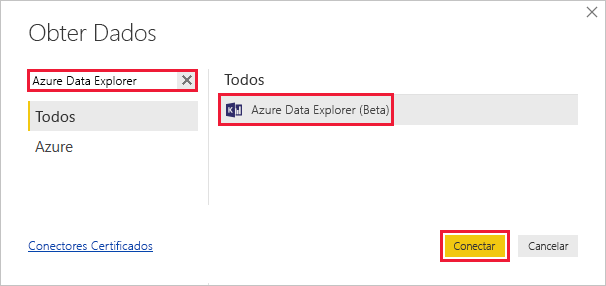 Obter Dados
Azure Data Explorer
Todos
Azure
Todos
Azure Data Explorer (Beta)
Conectores Certificados
Conectar
Cancelar